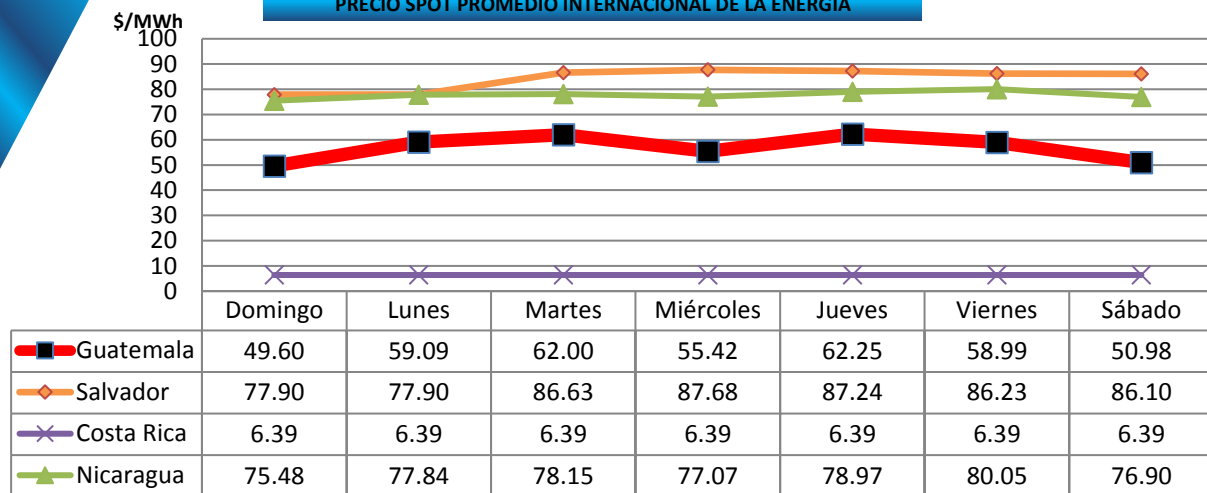 PRECIO SPOT PROMEDIO INTERNACIONAL DE LA ENERGÍA
$/MWh
100
90
80
70
60
50
40
30
20
10
0
Domingo Lunes Martes Miércoles Jueves Viernes Sábado
Guatemala 49.60 59.09 62.00 55.42 62.25 58.99 50.98
Salvador 77.90 77.90 86.63 87.68 87.24 86.23 86.10
Costa Rica 6.39 6.39 6.39 6.39 6.39 6.39 6.39
Nicaragua 75.48 77.84 78.15 77.07 78.97 80.05 76.90